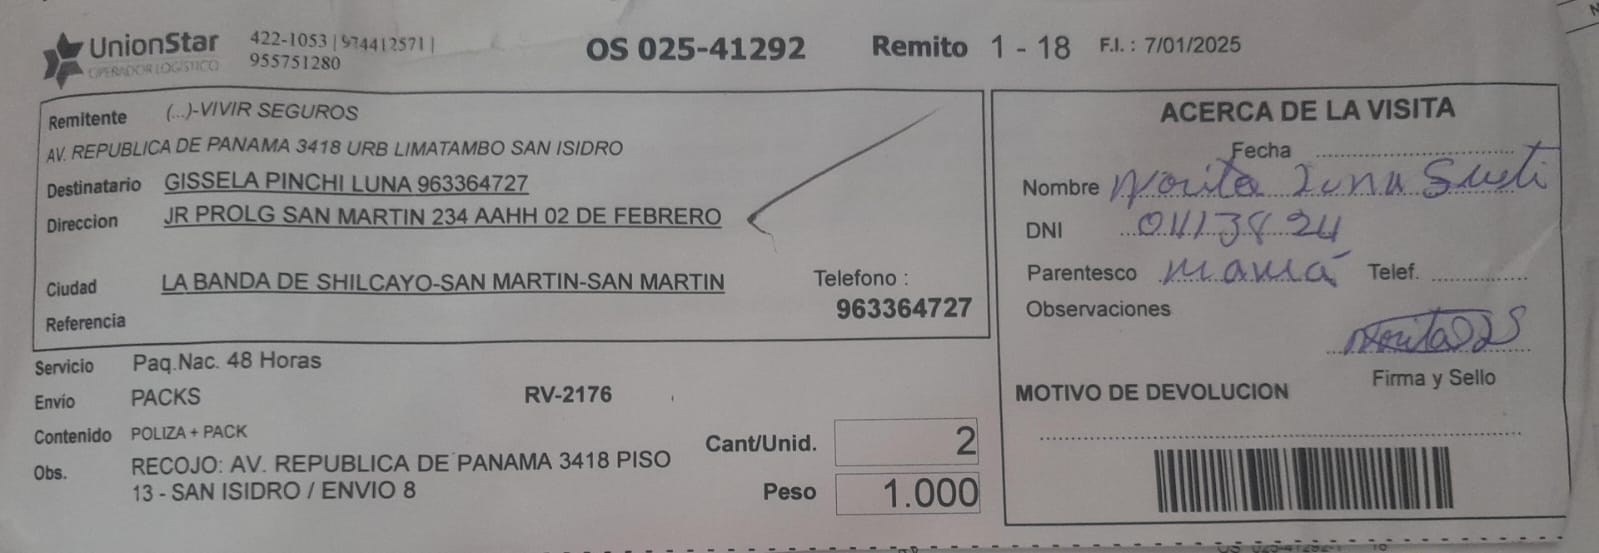 UnionStar
OPERADOR LOGÍSTICO
422-1053 | 974412571 |
955751280
OS 025-41292
Remito 1 - 18 F.I. : 7/01/2025
Remitente (...)-VIVIR SEGUROS
AV. REPUBLICA DE PANAMA 3418 URB LIMATAMBO SAN ISIDRO
Destinatario GISSELA PINCHI LUNA 963364727
Direccion JR PROLG SAN MARTIN 234 AAHH 02 DE FEBRERO
Ciudad LA BANDA DE SHILCAYO-SAN MARTIN-SAN MARTIN
Telefono :
963364727
Referencia
Servicio Paq.Nac. 48 Horas
Envío PACKS RV-2176
Contenido POLIZA + PACK
Obs. RECOJO: AV. REPUBLICA DE PANAMA 3418 PISO
13 - SAN ISIDRO / ENVIO 8
Cant/Unid. 2
Peso 1.000
ACERCA DE LA VISITA
Fecha
Nombre Norita Luna
DNI 01138824
Parentesco mamá Telef.
Observaciones
Firma y Sello
MOTIVO DE DEVOLUCION